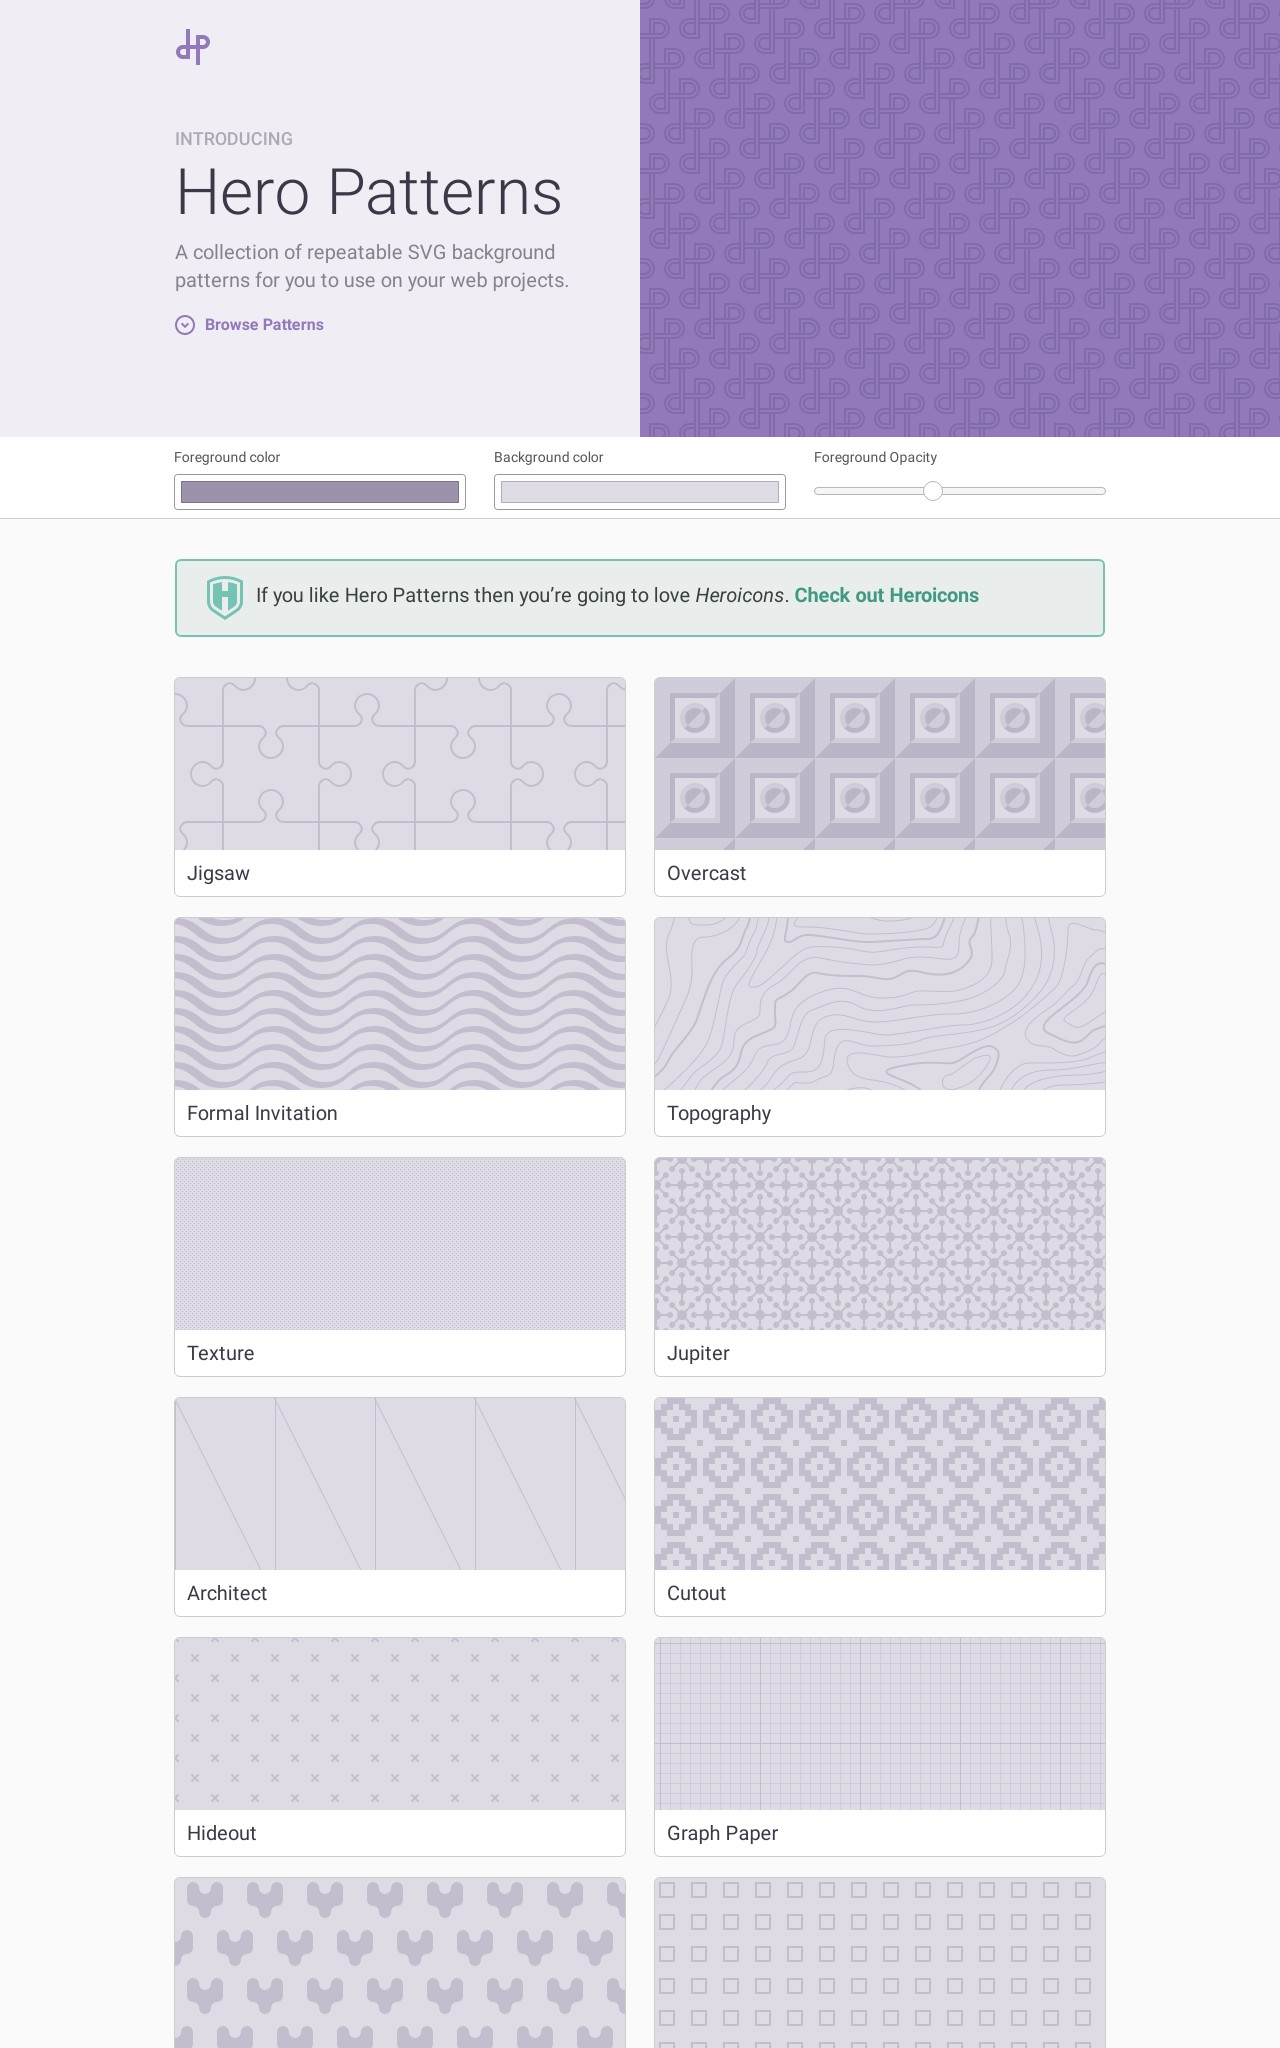 INTRODUCING
Hero Patterns
A collection of repeatable SVG background
patterns for you to use on your web projects.
Browse Patterns
Foreground color
Background color
Foreground Opacity
If you like Hero Patterns then you’re going to love Heroicons. Check out Heroicons
Jigsaw
Overcast
Formal Invitation
Topography
Texture
Jupiter
Architect
Cutout
Hideout
Graph Paper